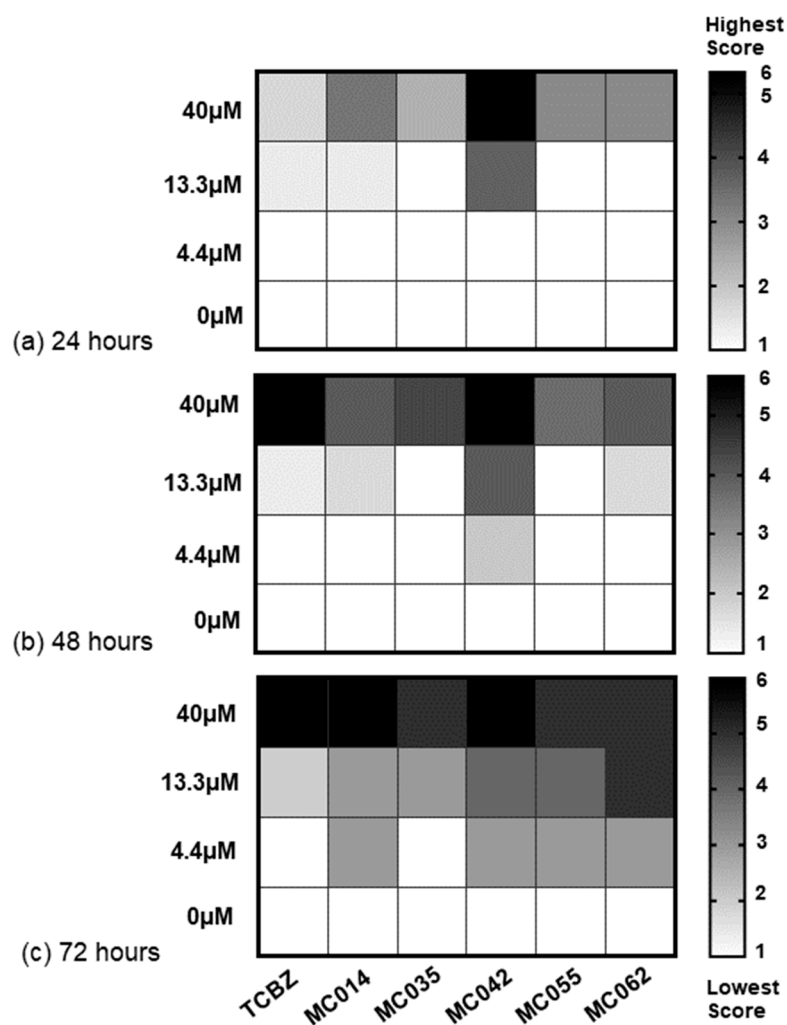 Highest
Score
40µM
13.3µM
4.4µM
0µM
(a) 24 hours
6
5
4
3
2
1
40µM
13.3µM
4.4µM
0µM
(b) 48 hours
6
5
4
3
2
1
40µM
13.3µM
4.4µM
0µM
(c) 72 hours
6
5
4
3
2
1
TCBZ
MC014
MC035
MC042
MC055
MC062
Lowest
Score